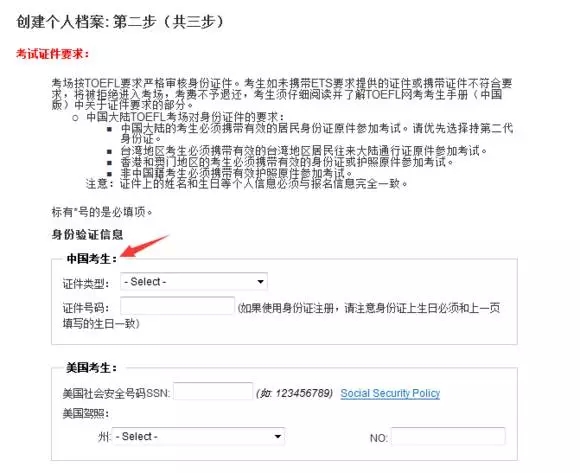 创建个人档案: 第二步（共三步）
考试证件要求：
考场按TOEFL要求严格审核身份证件。考生如未携带ETS要求提供的证件或携带证件不符合要
求，将被拒绝进入考场，考费不予退还，考生须仔细阅读并了解TOEFL网考考生手册（中国
版）中关于证件要求的部分。
○ 中国大陆TOEFL考场对身份证件的要求：
■ 中国大陆的考生必须携带有效的居民身份证原件参加考试。请优先选择持第二代
身份证。
■ 台湾地区考生必须携带有效的台湾地区居民往来大陆通行证原件参加考试。
■ 香港和澳门地区的考生必须携带有效的身份证或护照原件参加考试。
■ 非中国籍考生必须携带有效护照原件参加考试。
注意：证件上的姓名和生日等个人信息必须与报名信息完全一致。
标有*号的是必填项。
身份验证信息
中国考生：
证件类型： - Select -
证件号码： (如果使用身份证注册，请注意身份证上生日必须和上一页
填写的生日一致)
美国考生：
美国社会安全号码SSN: (如: 123456789) Social Security Policy
美国驾照：
州: - Select - NO: